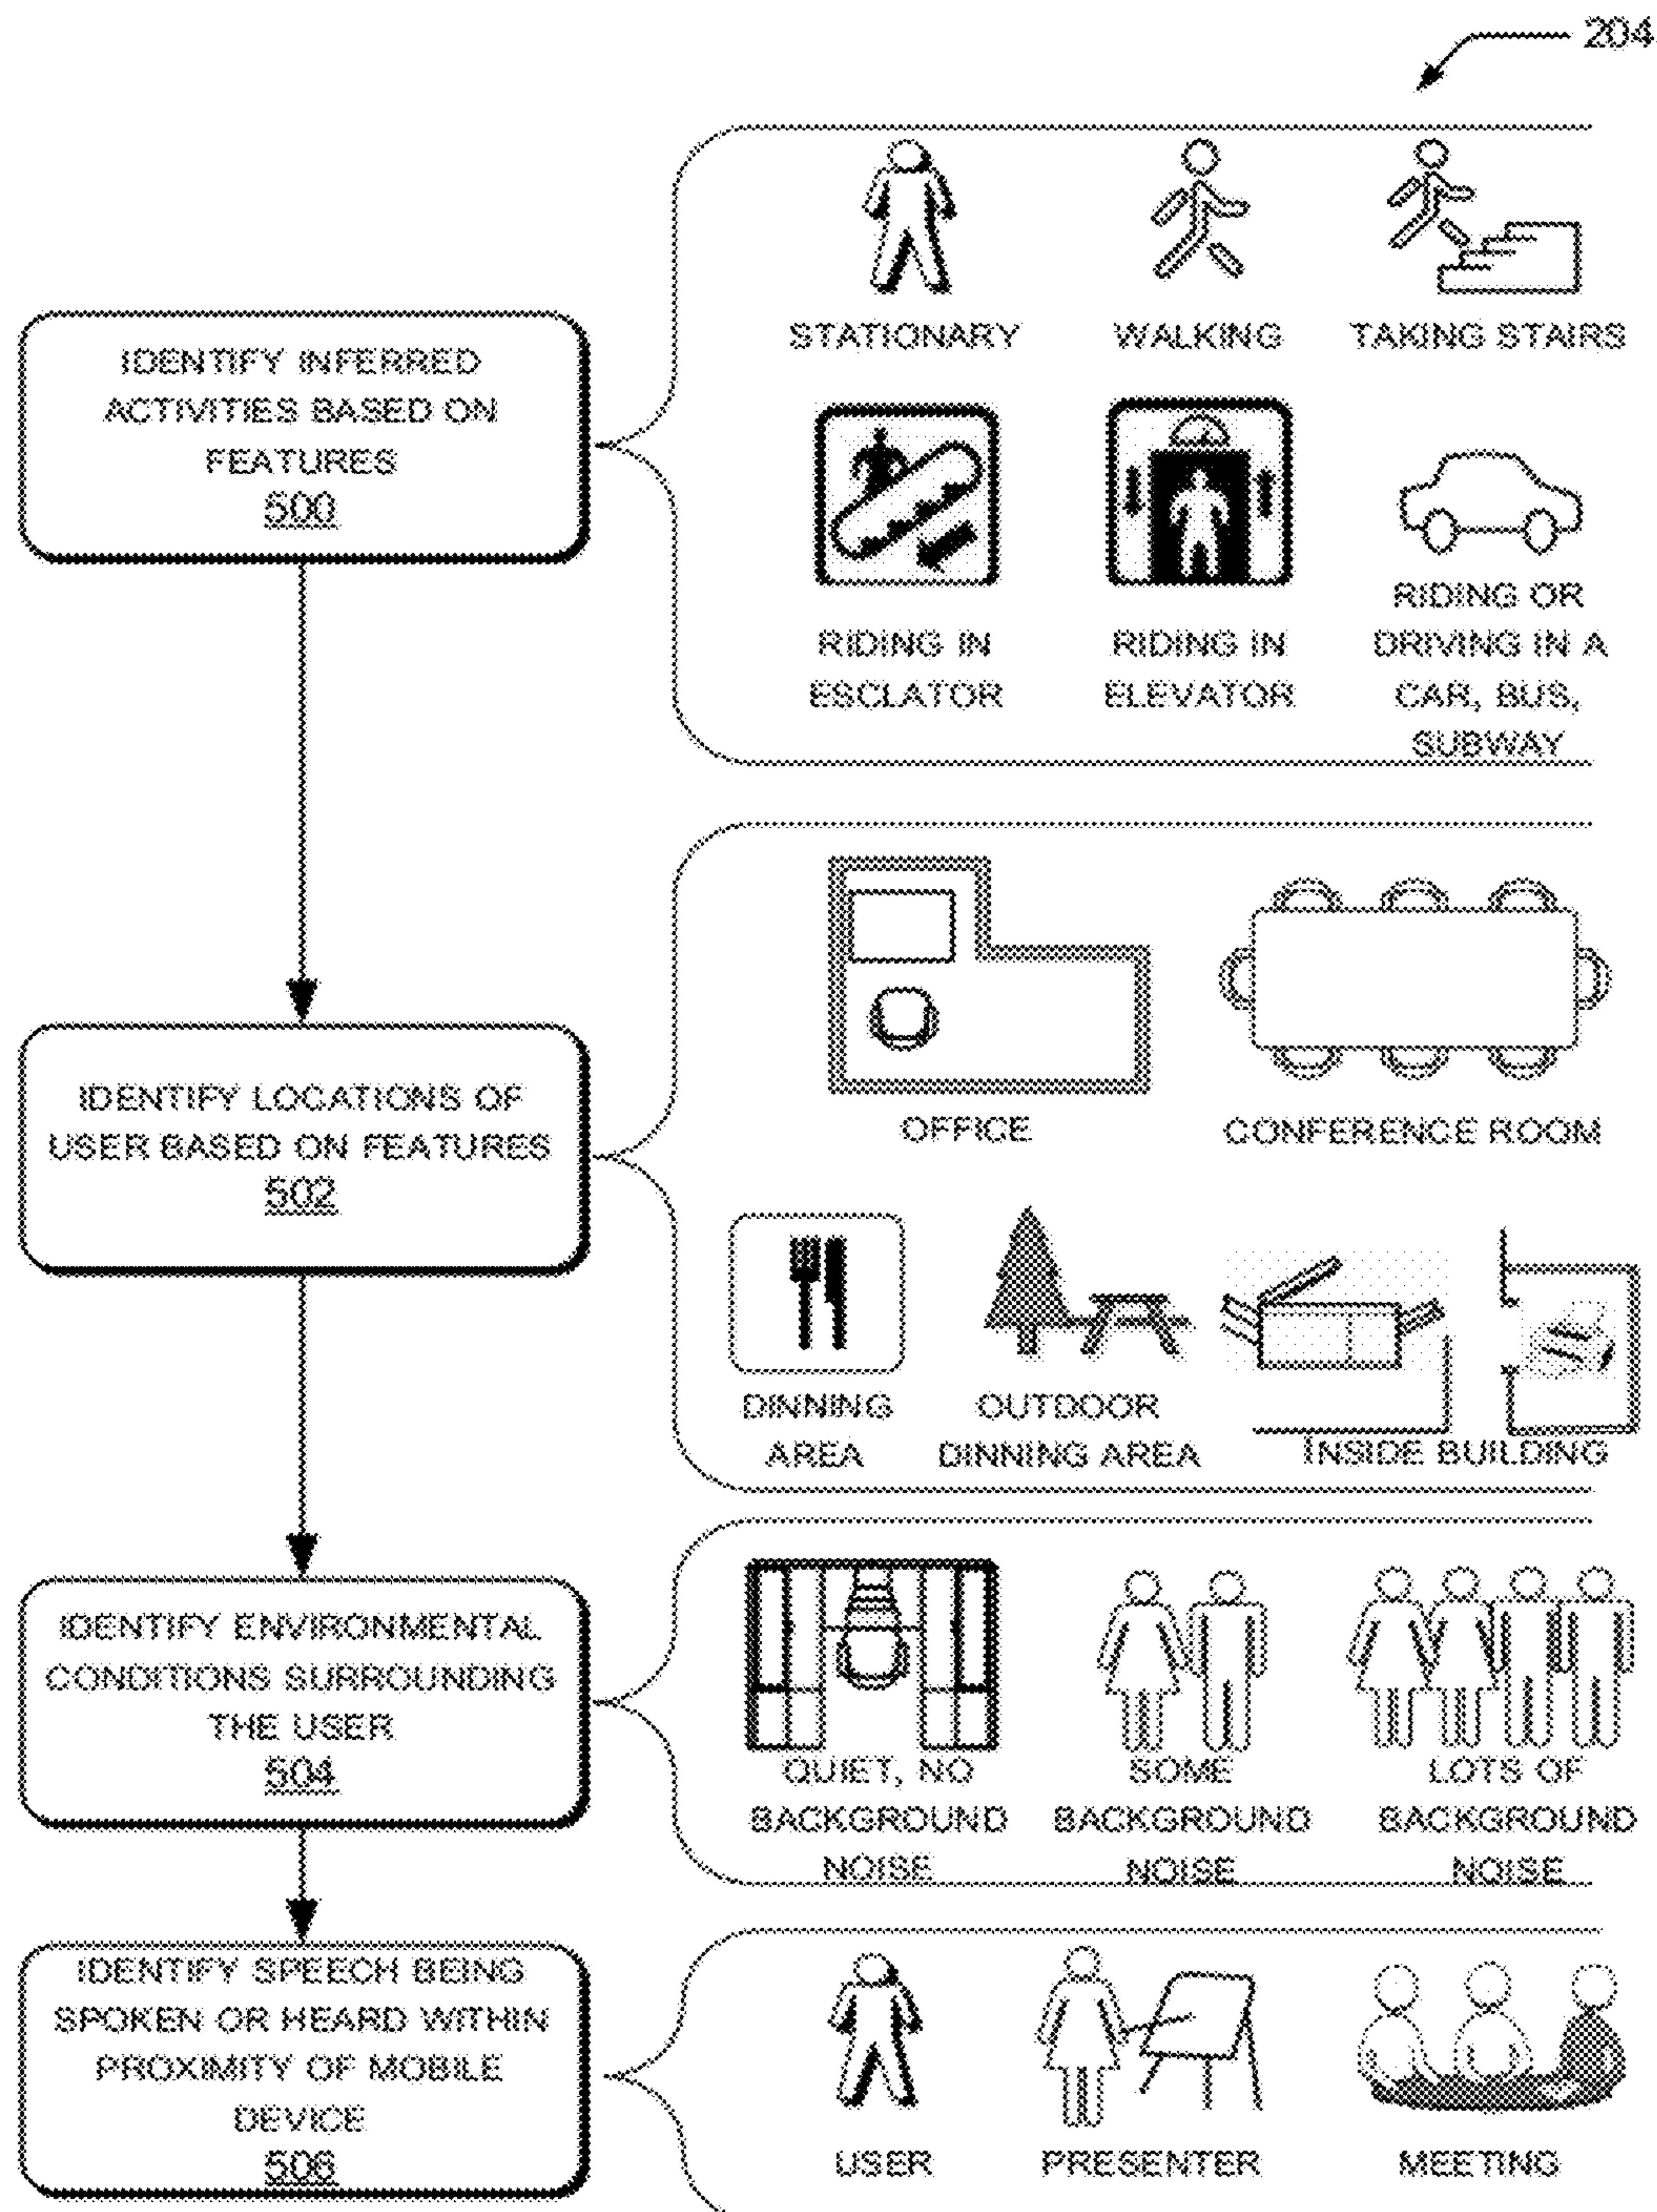 204
IDENTIFY INFERRED
ACTIVITIES BASED ON
FEATURES
500
STATIONARY
WALKING
TAKING STAIRS
RIDING IN
ESCLATOR
RIDING IN
ELEVATOR
RIDING OR
DRIVING IN A
CAR, BUS,
SUBWAY
IDENTIFY LOCATIONS OF
USER BASED ON FEATURES
502
OFFICE
CONFERENCE ROOM
DINNING
AREA
OUTDOOR
DINNING AREA
INSIDE BUILDING
IDENTIFY ENVIRONMENTAL
CONDITIONS SURROUNDING
THE USER
504
QUIET, NO
BACKGROUND
NOISE
SOME
BACKGROUND
NOISE
LOTS OF
BACKGROUND
NOISE
IDENTIFY SPEECH BEING
SPOKEN OR HEARD WITHIN
PROXIMITY OF MOBILE
DEVICE
506
USER
PRESENTER
MEETING